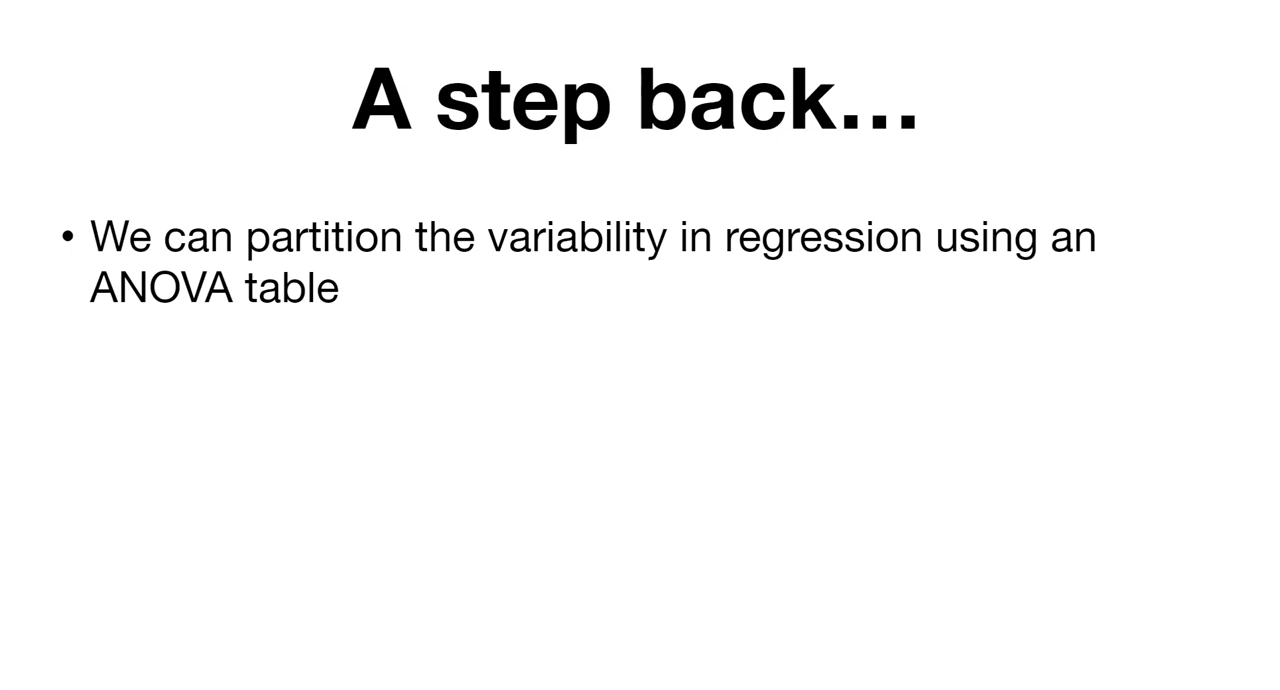 A step back…
• We can partition the variability in regression using an
ANOVA table